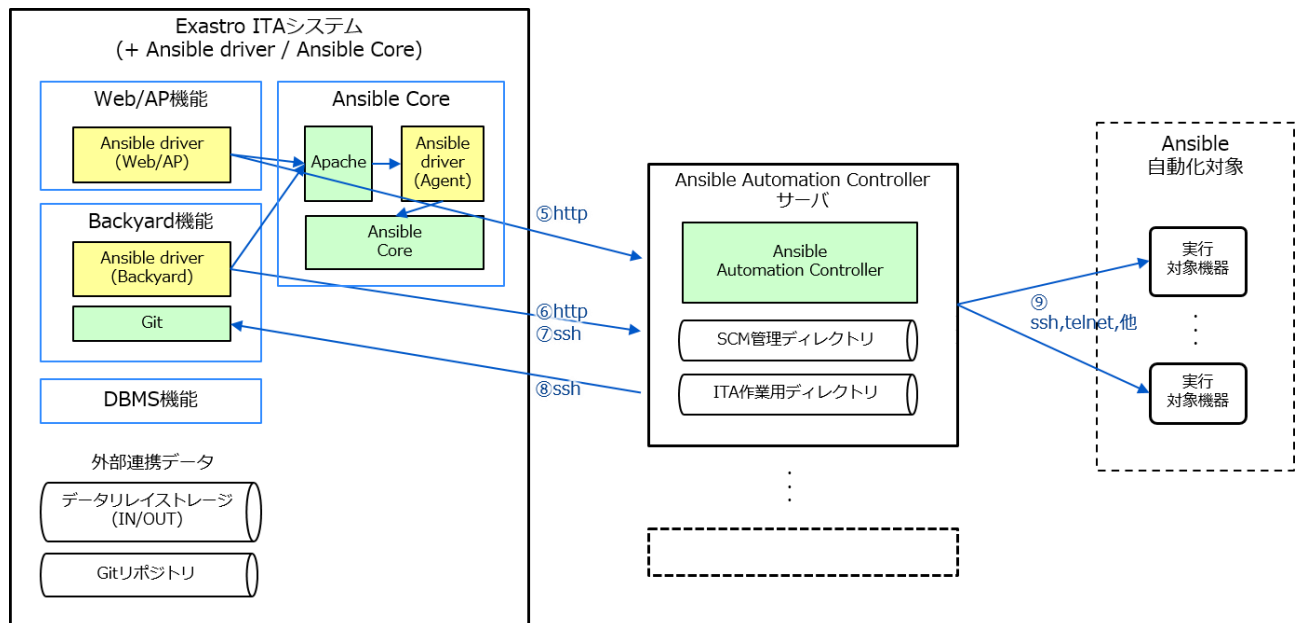 Exastro ITAシステム
(+ Ansible driver / Ansible Core)
Web/AP機能
Ansible driver
(Web/AP)
Ansible Core
Apache
Ansible
driver
(Agent)
Ansible
Core
Backyard機能
Ansible driver
(Backyard)
Git
DBMS機能
外部連携データ
データリレイストレージ
(IN/OUT)
Gitリポジトリ
⑤http
⑥http
⑦ssh
⑧ssh
Ansible Automation Controller
サーバ
Ansible
Automation Controller
SCM管理ディレクトリ
ITA作業用ディレクトリ
⑨
ssh,telnet,他
Ansible
自動化対象
実行
対象機器
実行
対象機器